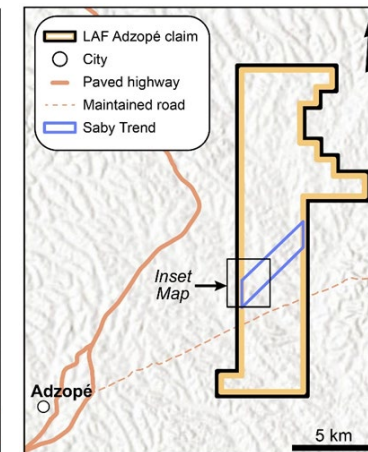 LAF Adzopé claim
City
Paved highway
Maintained road
Saby Trend
Inset
Map
Adzopé
5 km